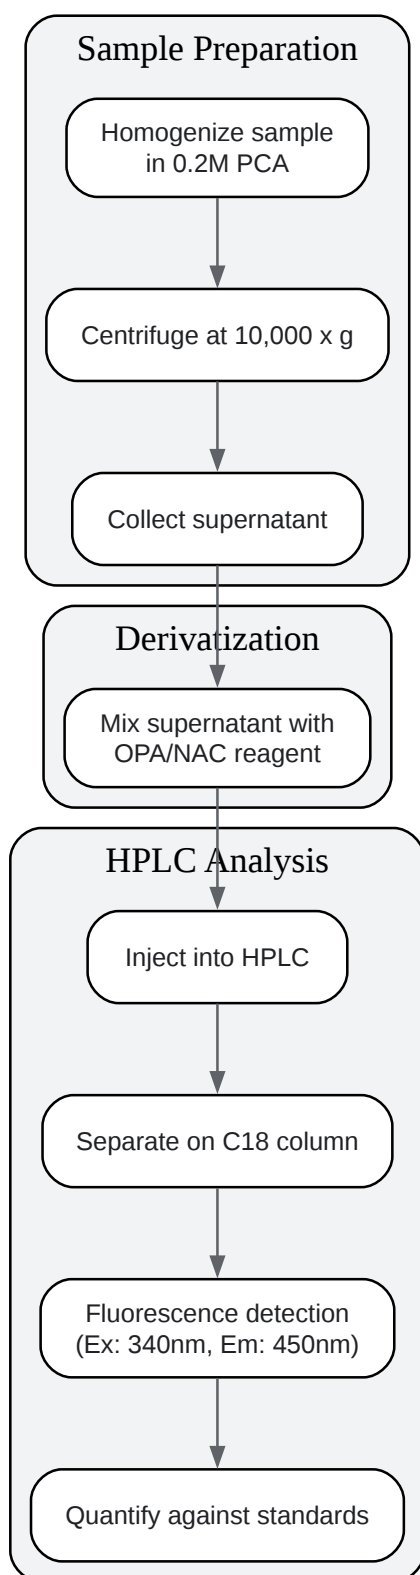 Sample Preparation
Homogenize sample
in 0.2M PCA
Centrifuge at 10,000 x g
Collect supernatant
Derivatization
Mix supernatant with
OPA/NAC reagent
HPLC Analysis
Inject into HPLC
Separate on C18 column
Fluorescence detection
(Ex: 340nm, Em: 450nm)
Quantify against standards